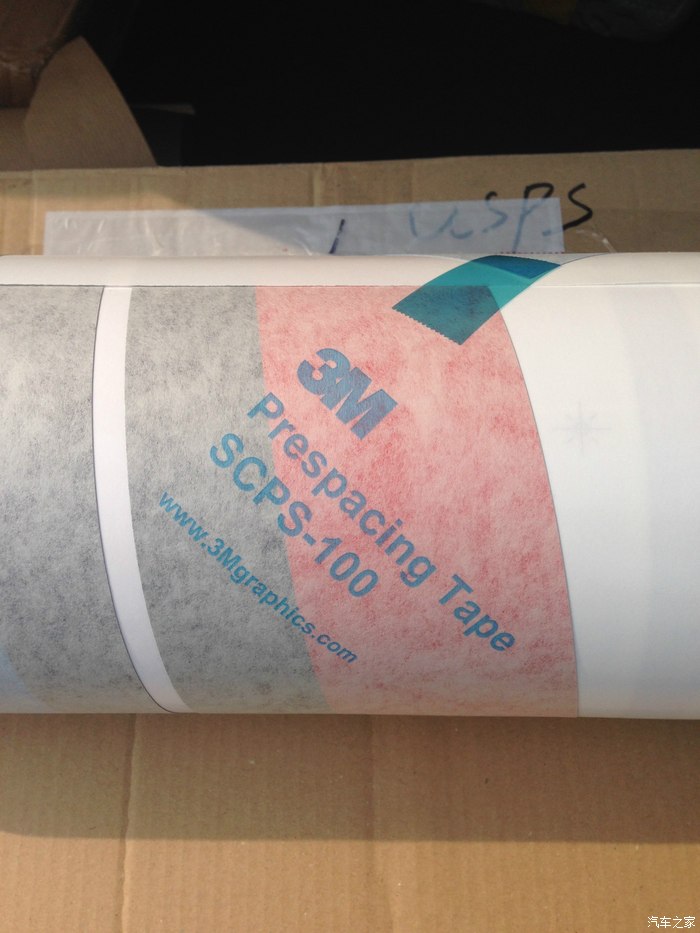 3M
Prespacing Tape
SCPS-100
www.3Mgraphics.com
汽车之家